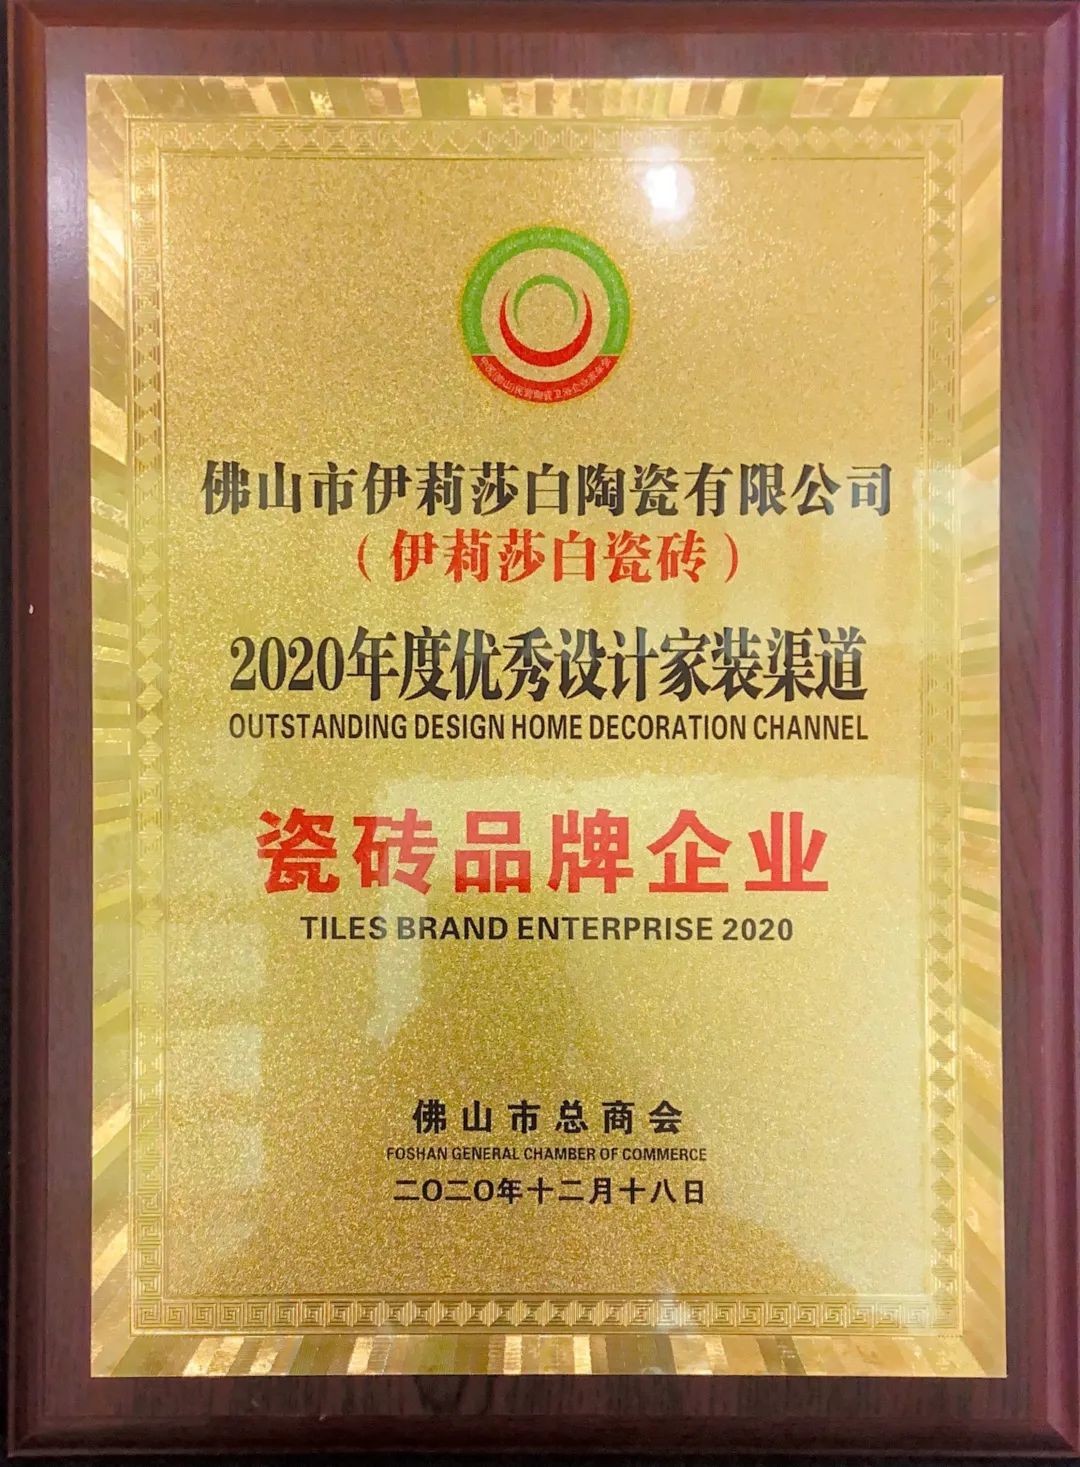 佛山市伊莉莎白陶瓷有限公司
（伊莉莎白瓷砖）
2020年度优秀设计家装渠道
OUTSTANDING DESIGN HOME DECORATION CHANNEL
瓷砖品牌企业
TILES BRAND ENTERPRISE 2020
佛山市总商会
FOSHAN GENERAL CHAMBER OF COMMERCE
二〇二〇年十二月十八日